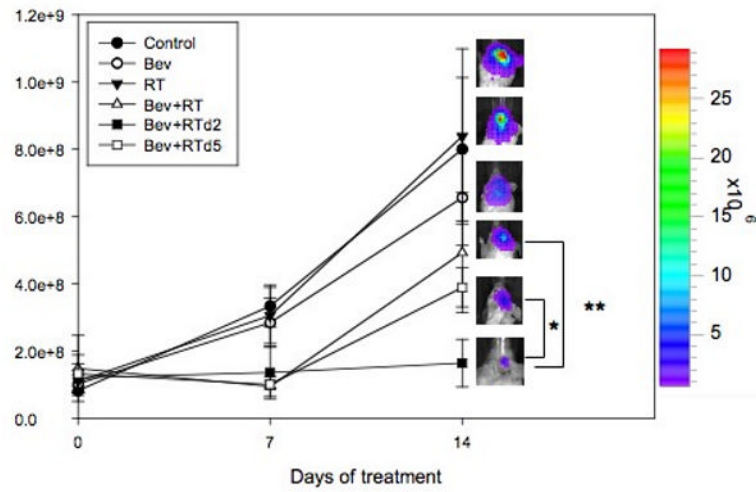 1.2e+9
1.0e+9
8.0e+8
6.0e+8
4.0e+8
2.0e+8
0.0
Control
Bev
RT
Bev+RT
Bev+RTd2
Bev+RTd5
0
7
14
Days of treatment
*
**
25
20
15
10
5
x10 6